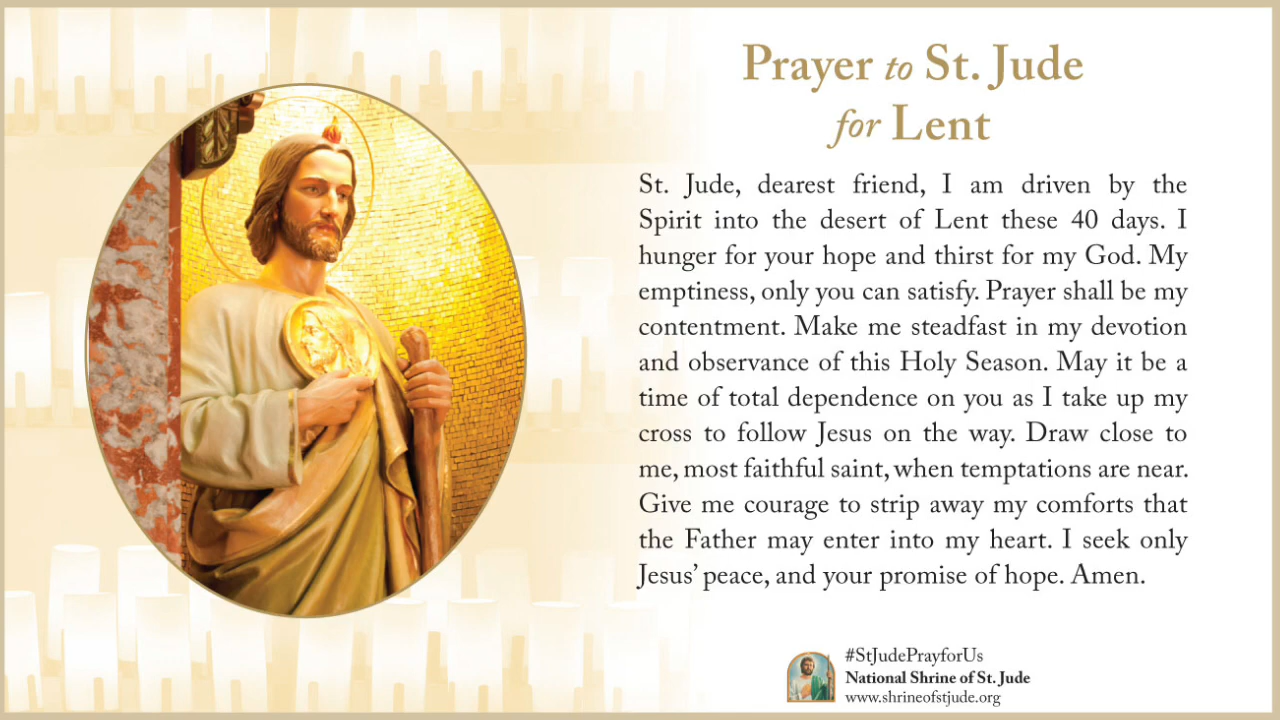 Prayer to St. Jude
for Lent
St. Jude, dearest friend, I am driven by the
Spirit into the desert of Lent these 40 days. I
hunger for your hope and thirst for my God. My
emptiness, only you can satisfy. Prayer shall be my
contentment. Make me steadfast in my devotion
and observance of this Holy Season. May it be a
time of total dependence on you as I take up my
cross to follow Jesus on the way. Draw close to
me, most faithful saint, when temptations are near.
Give me courage to strip away my comforts that
the Father may enter into my heart. I seek only
Jesus’ peace, and your promise of hope. Amen.
#StJudePrayforUs
National Shrine of St. Jude
www.shrineofstjude.org